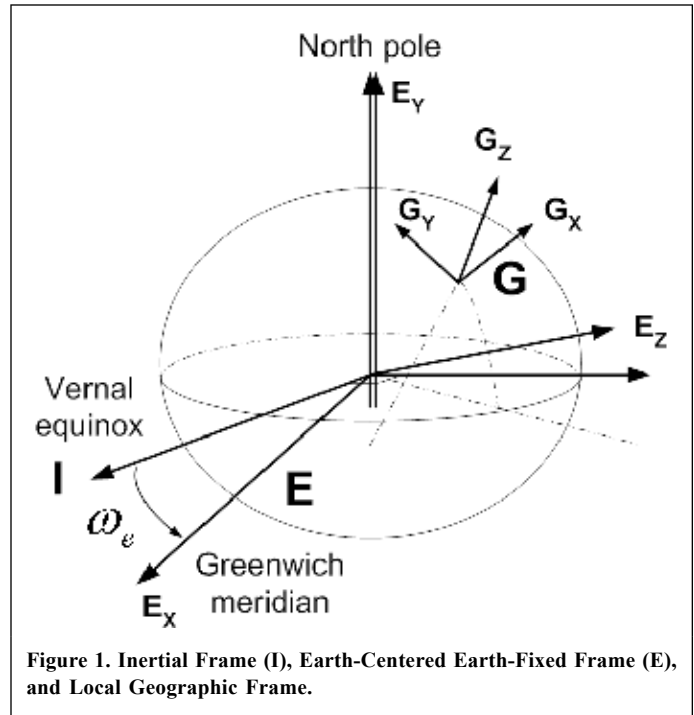 North pole
E_Y
G_Z
G_Y
G_X
G
E_Z
Vernal
equinox
I
E
ω_e
Greenwich
meridian
E_X
Figure 1. Inertial Frame (I), Earth-Centered Earth-Fixed Frame (E),
and Local Geographic Frame.